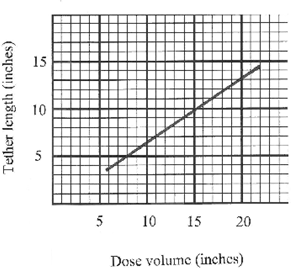 Tether length (inches)
15
10
5
5 10 15 20
Dose volume (inches)